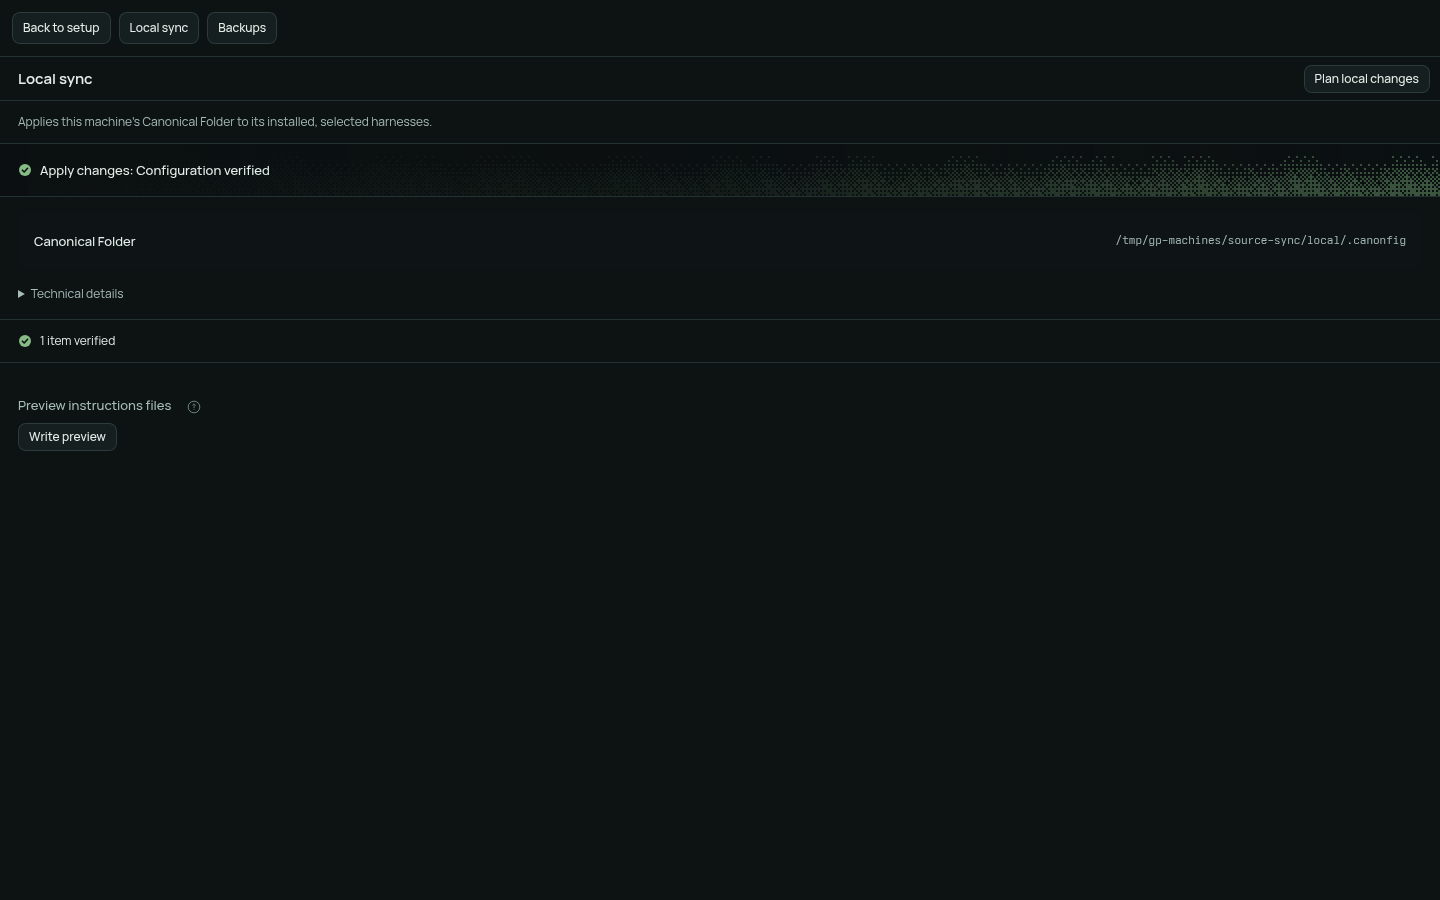 Back to setup
Local sync
Backups
Local sync
Plan local changes
Applies this machine's Canonical Folder to its installed, selected harnesses.
Apply changes: Configuration verified
Canonical Folder
/tmp/gp-machines/source-sync/local/.canonfig
Technical details
1 item verified
Preview instructions files
?
Write preview